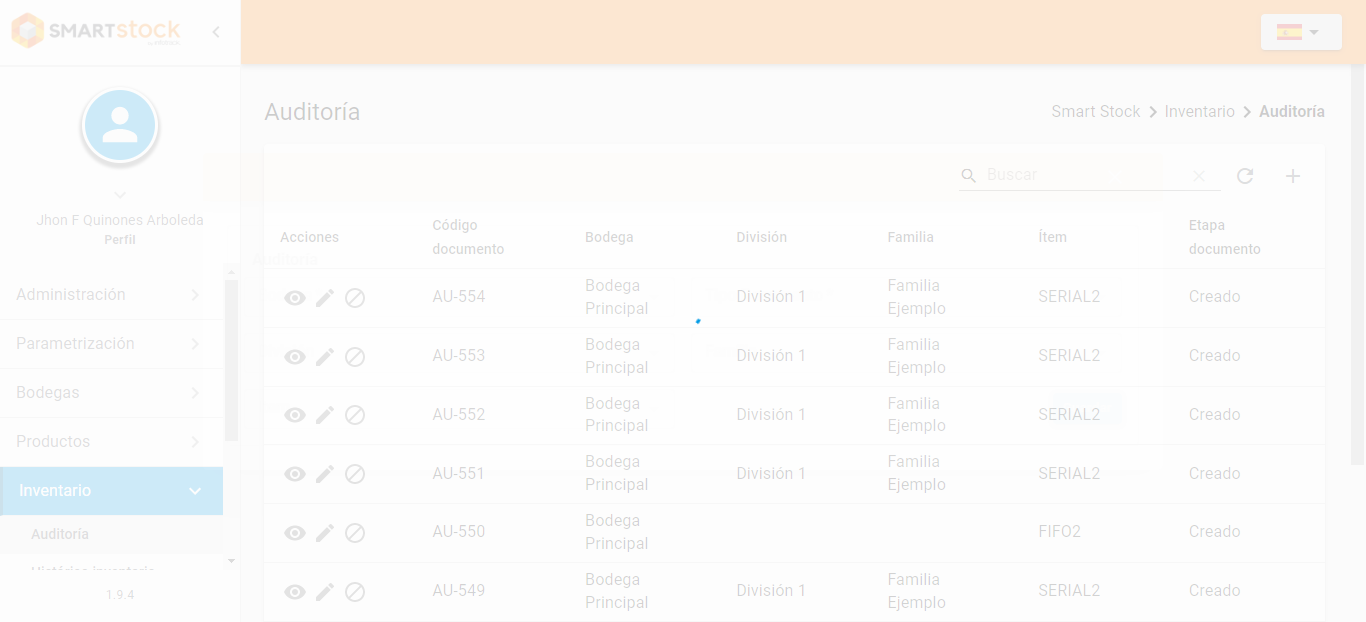 SMARTstock
Auditoría
Smart Stock > Inventario > Auditoría
Buscar
Jhon F Quinones Arboleda
Perfil
Administración
Parametrización
Bodegas
Productos
Inventario
Auditoría
Histórico inventario
1.9.4
Acciones Código documento Bodega División Familia Ítem Etapa documento
AU-554 Bodega Principal División 1 Familia Ejemplo SERIAL2 Creado
AU-553 Bodega Principal División 1 Familia Ejemplo SERIAL2 Creado
AU-552 Bodega Principal División 1 Familia Ejemplo SERIAL2 Creado
AU-551 Bodega Principal División 1 Familia Ejemplo SERIAL2 Creado
AU-550 Bodega Principal FIFO2 Creado
AU-549 Bodega Principal División 1 Familia Ejemplo SERIAL2 Creado